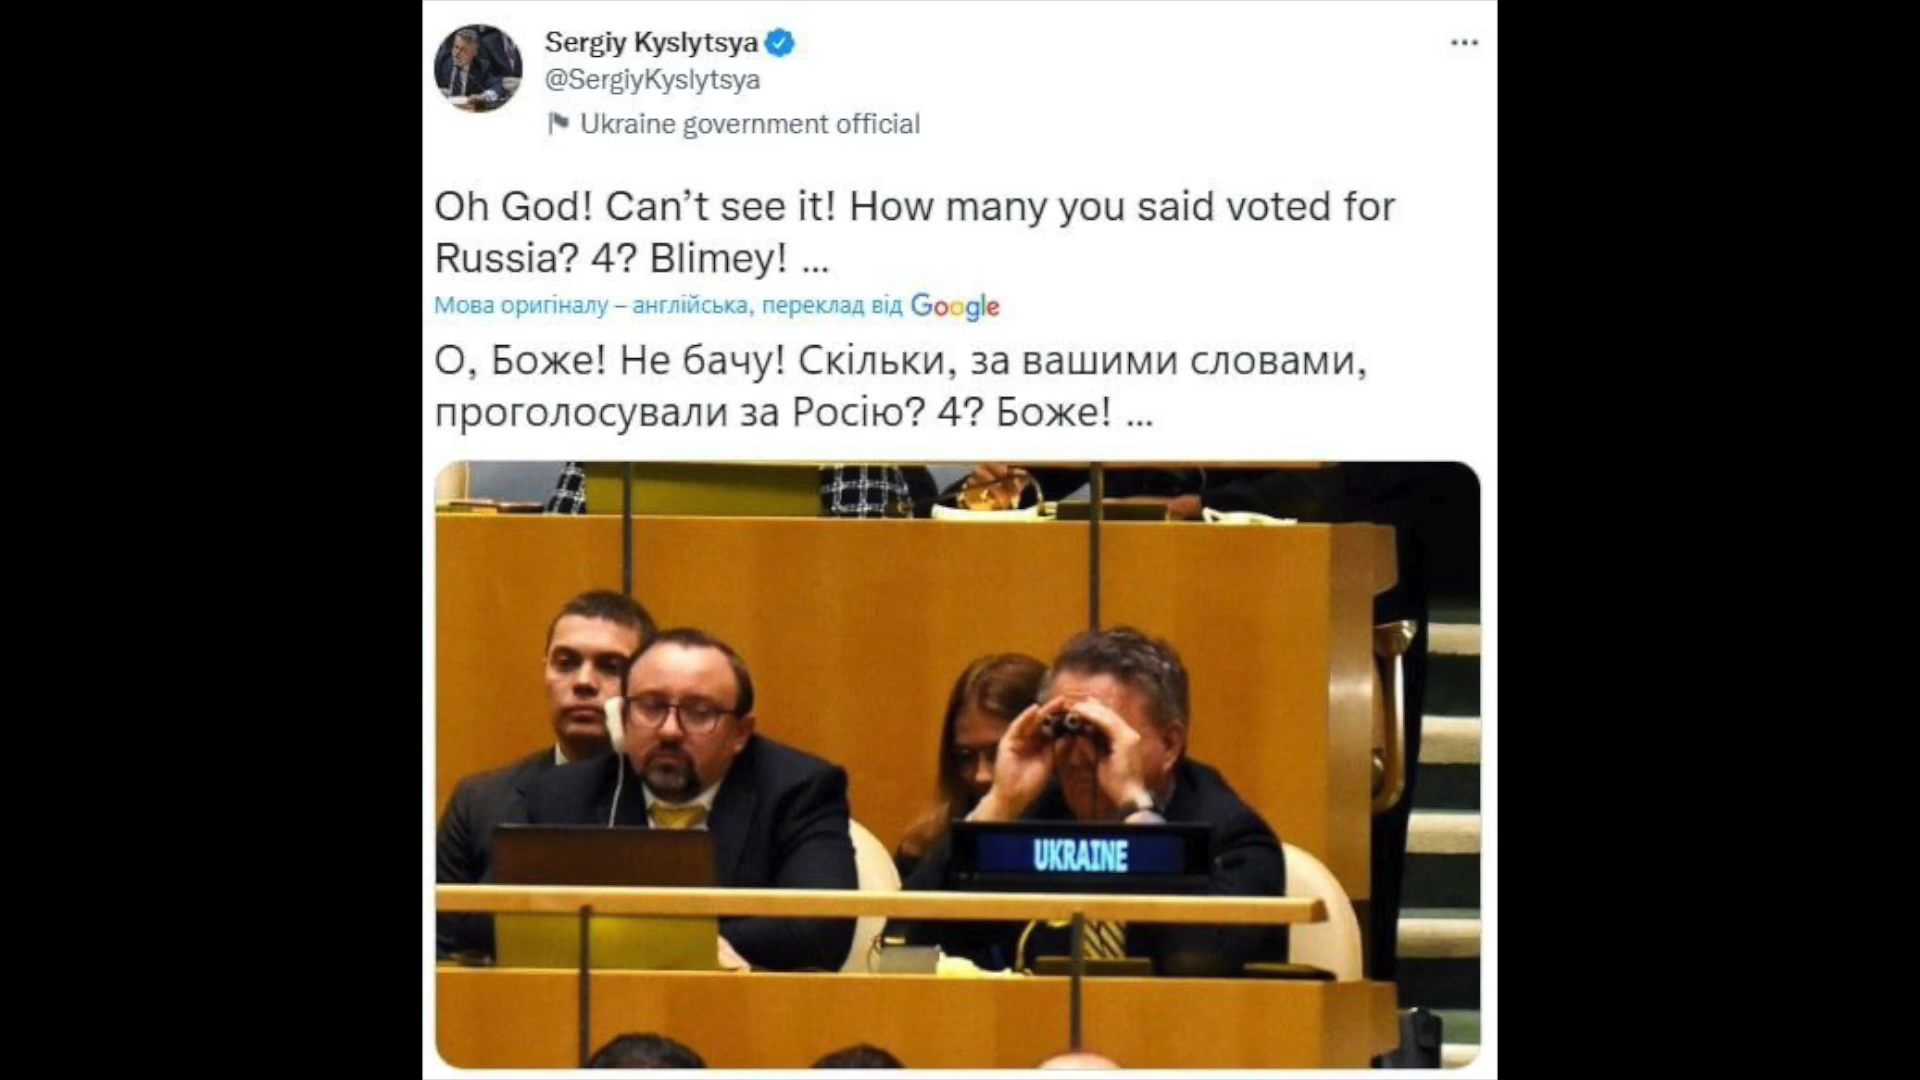 Sergiy Kyslytsya
@SergiyKyslytsya
Ukraine government official
Oh God! Can’t see it! How many you said voted for
Russia? 4? Blimey! ...
Мова оригіналу – англійська, переклад від Google
О, Боже! Не бачу! Скільки, за вашими словами,
проголосували за Росію? 4? Боже! ...
UKRAINE